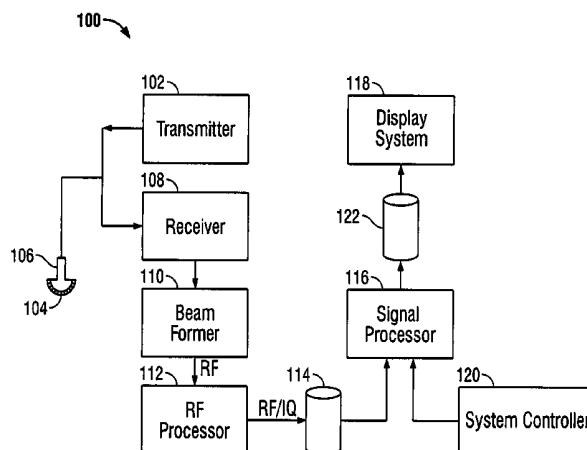 100
102
Transmitter
108
Receiver
106
104
110
Beam
Former
RF
112
RF
Processor
RF/IQ
114
118
Display
System
122
116
Signal
Processor
120
System Controller